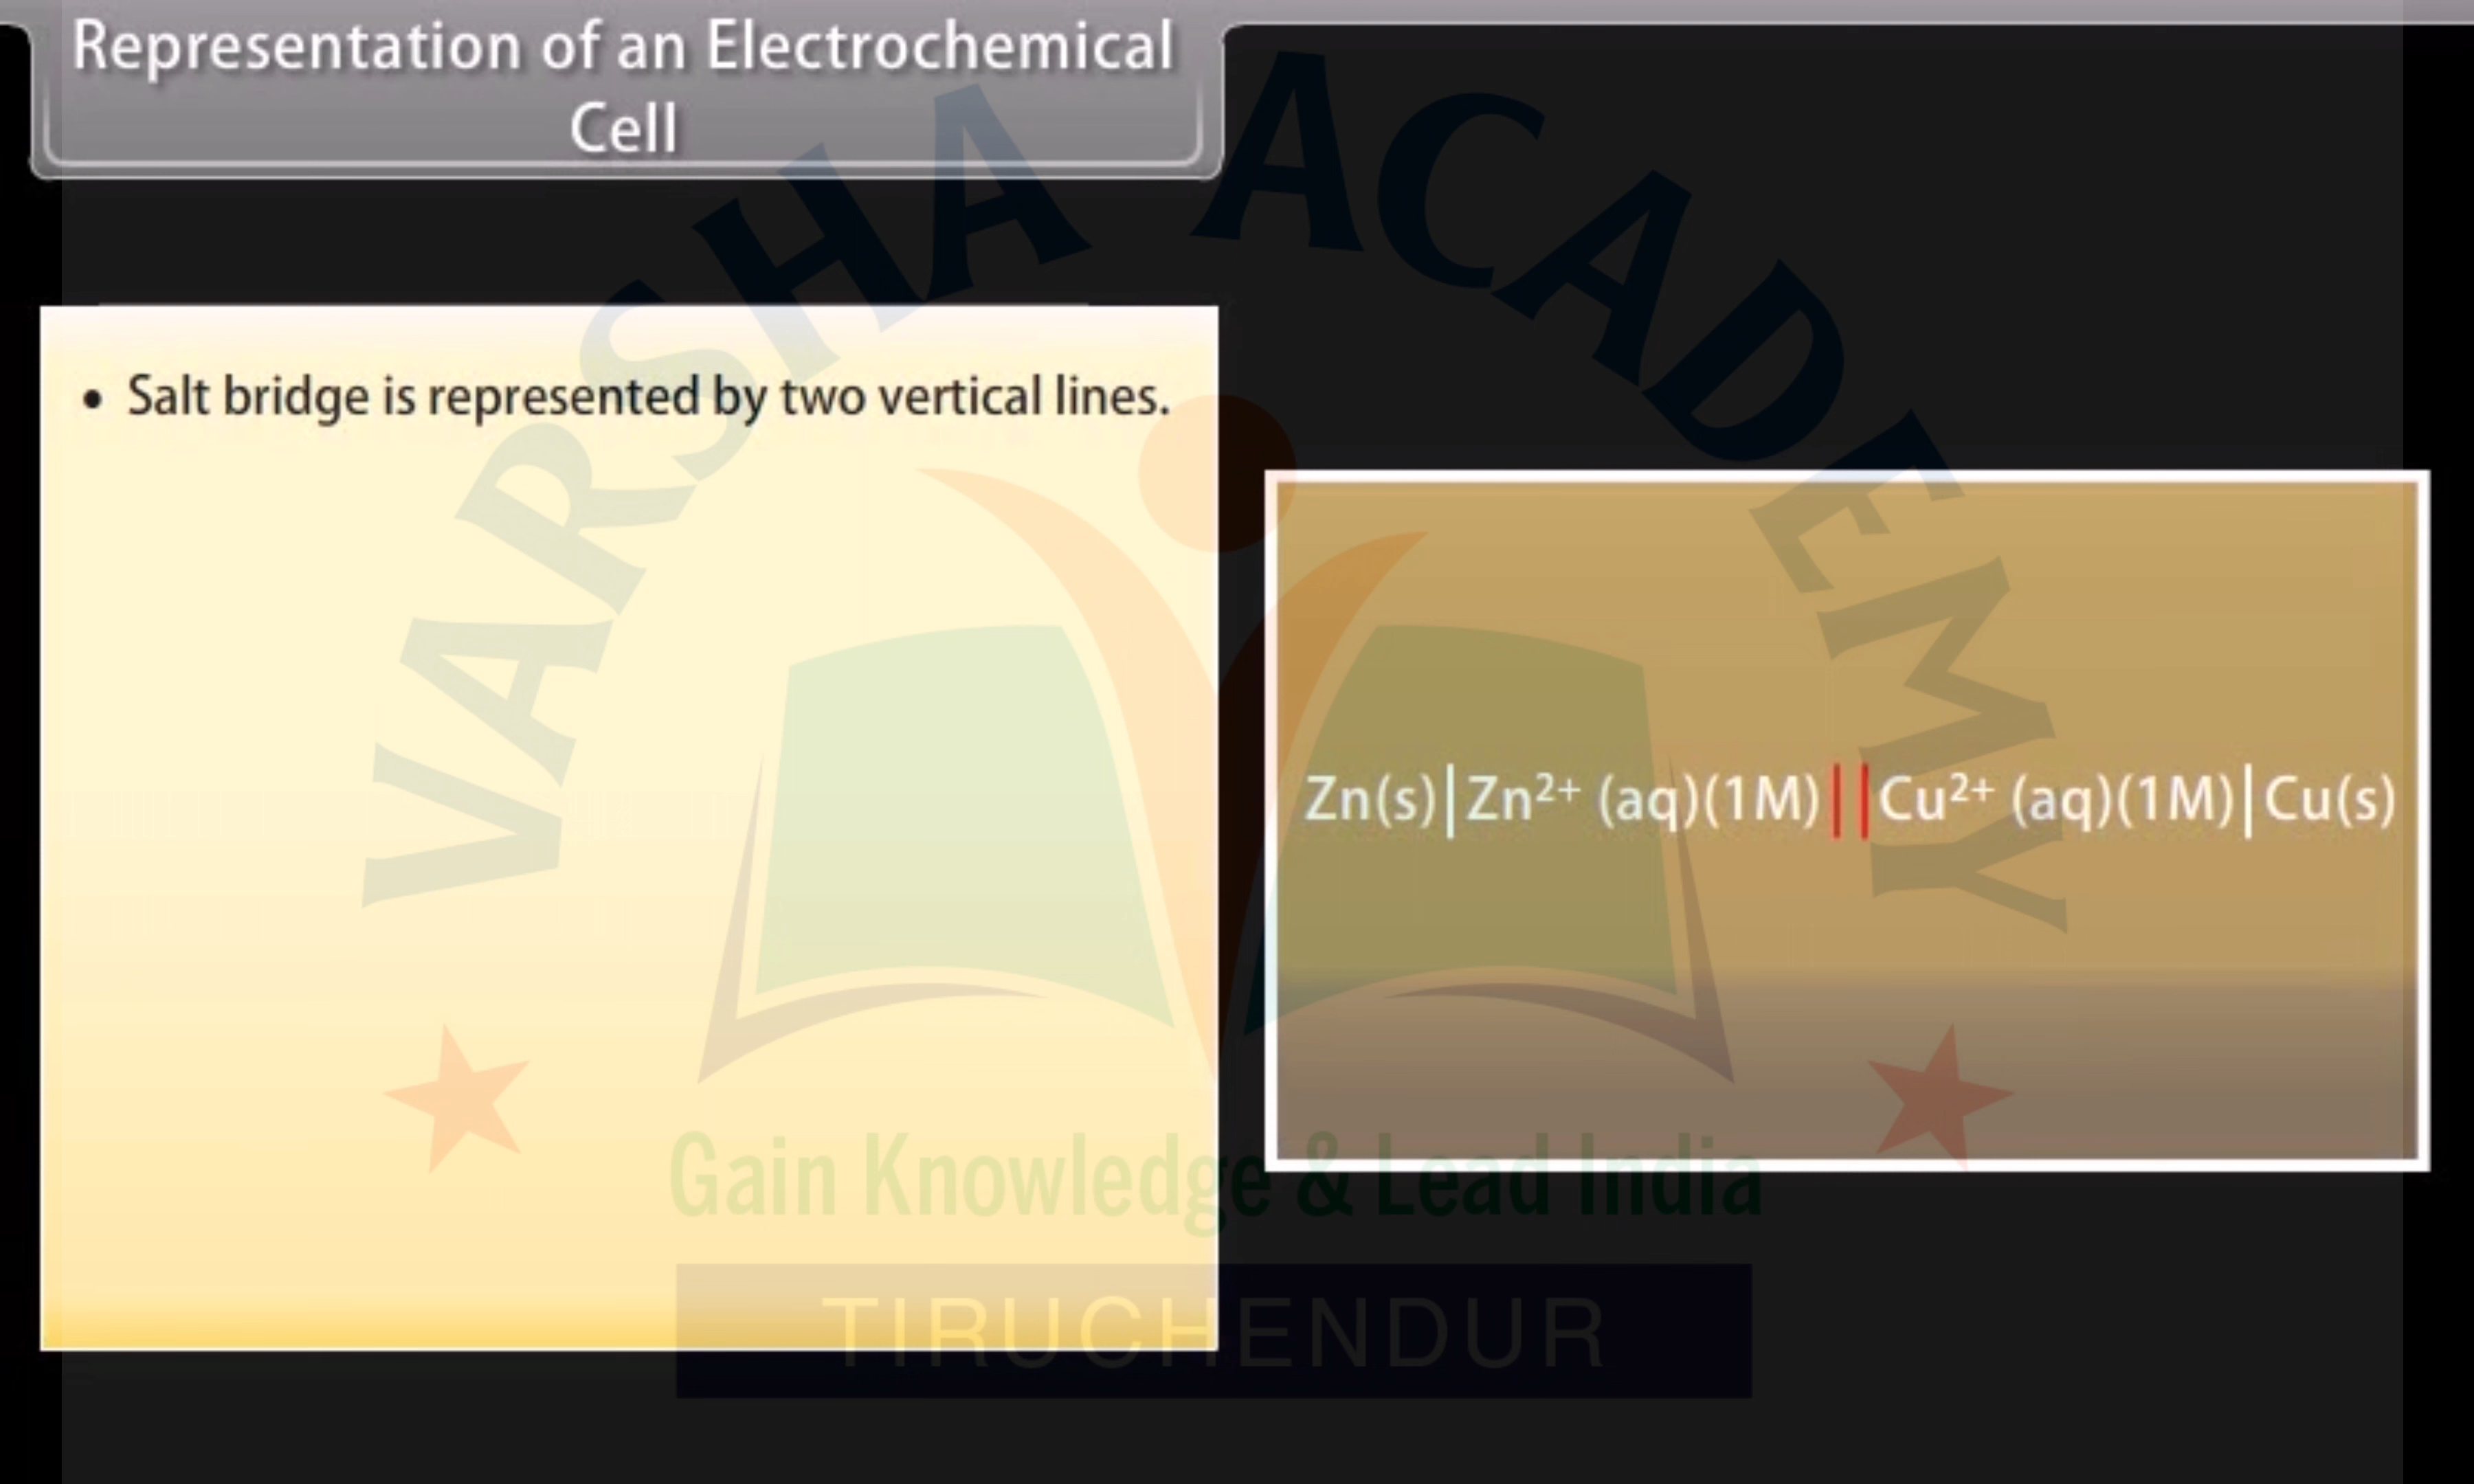 Representation of an Electrochemical
Cell
VARSHA ACADEMY
• Salt bridge is represented by two vertical lines.
Zn(s)|Zn²⁺ (aq)(1M)||Cu²⁺ (aq)(1M)|Cu(s)
Gain Knowledge & Lead India
TIRUCHENDUR